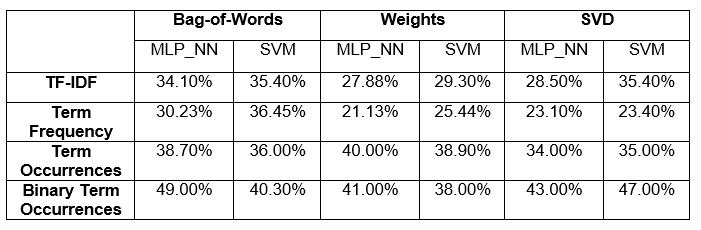 Bag-of-Words Weights SVD
MLP_NN SVM MLP_NN SVM MLP_NN SVM
TF-IDF 34.10% 35.40% 27.88% 29.30% 28.50% 35.40%
Term Frequency 30.23% 36.45% 21.13% 25.44% 23.10% 23.40%
Term Occurrences 38.70% 36.00% 40.00% 38.90% 34.00% 35.00%
Binary Term Occurrences 49.00% 40.30% 41.00% 38.00% 43.00% 47.00%